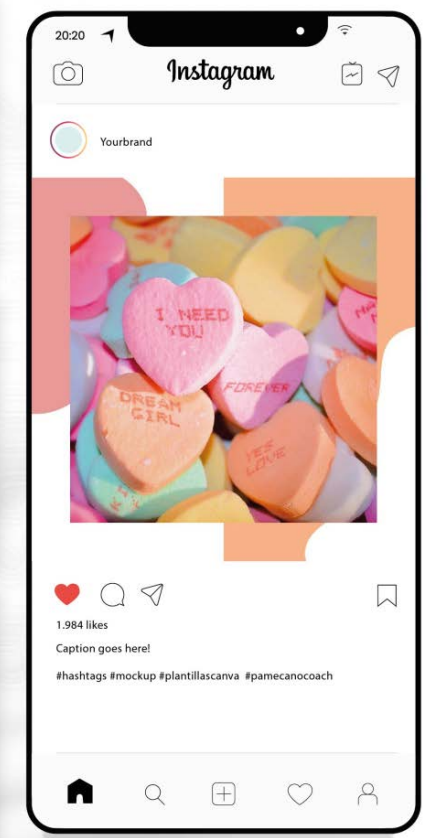 20:20
Instagram
Yourbrand
I NEED
YOU
FOREVER
DREAM
GIRL
YES
LOVE
1.984 likes
Caption goes here!
#hashtags #mockup #plantillascanva #pamecanocoach